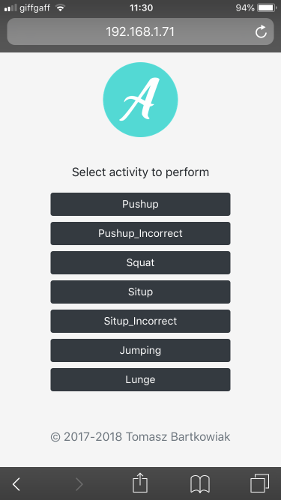 giffgaff 11:30 94%
192.168.1.71
A
Select activity to perform
Pushup
Pushup_Incorrect
Squat
Situp
Situp_Incorrect
Jumping
Lunge
© 2017-2018 Tomasz Bartkowiak